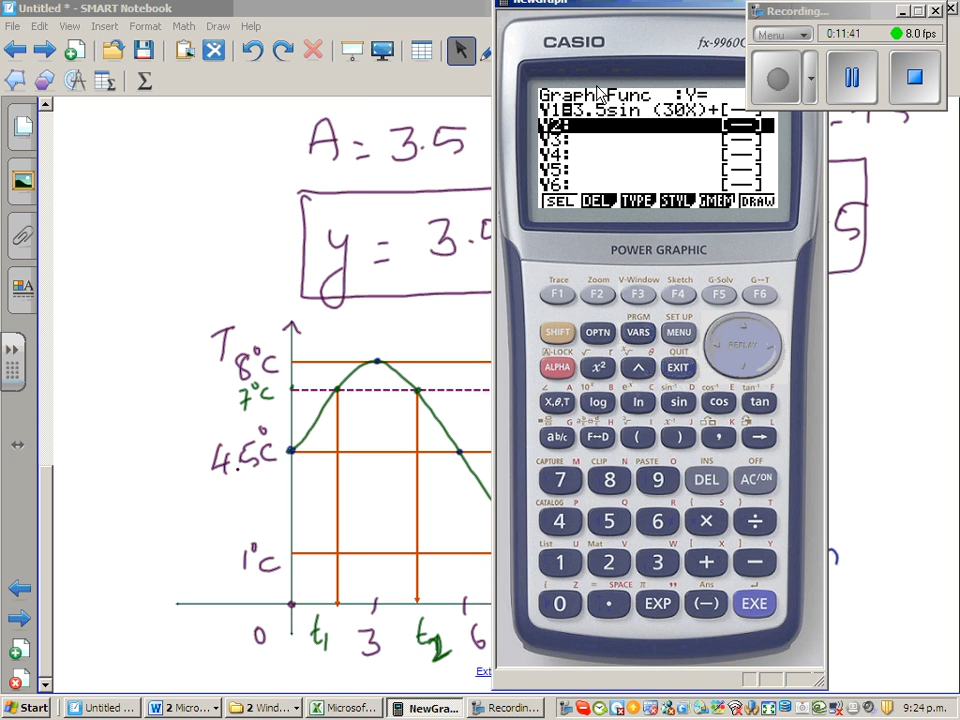 Untitled * - SMART Notebook
NewGraph
Recording...
File Edit View Insert Format Math Draw
Menu 0:11:41 8.0 fps
CASIO
Graph Func :Y=
Y1=3.5sin (30X)+[—]
Y2: [—]
Y3: [—]
Y4: [—]
Y5: [—]
Y6: [—]
SEL DEL TYPE STYL GMEM DRAW
POWER GRAPHIC
Trace Zoom V-Window Sketch G-Solv G↔T
F1 F2 F3 F4 F5 F6
PRGM SET UP
SHIFT OPTN VARS MENU
REPLAY
A-LOCK QUIT
ALPHA x² ^ EXIT
X,θ,T log ln sin cos tan
a b/c F↔D ( ) , →
CAPTURE CLIP PASTE INS OFF
7 8 9 DEL AC/ON
CATALOG
4 5 6 × ÷
List Mat
1 2 3 + −
SPACE Ans
0 • EXP (−) EXE
A = 3.5
y = 3.
5
T
8°C
7°C
4.5°C
1°C
0 t₁ 3 t₂ 6
Ext
Start Untitled ... 2 Micro... 2 Windo... Microsof... NewGra... Recordin... 9:24 p.m.